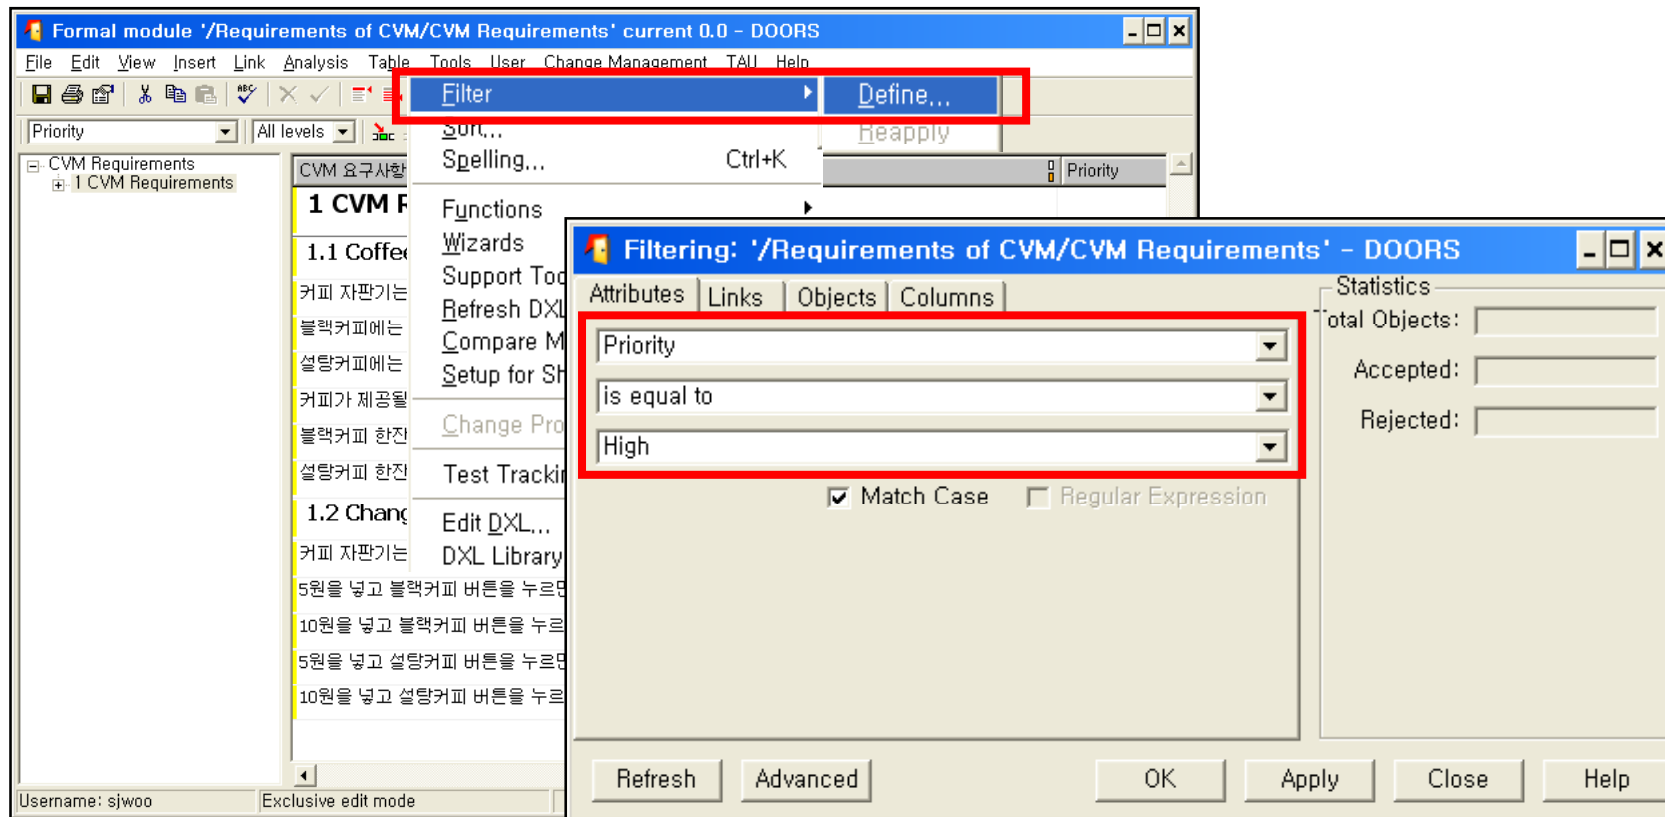 Formal module '/Requirements of CVM/CVM Requirements' current 0.0 - DOORS
File Edit View Insert Link Analysis Table Tools User Change Management TAU Help
Filter
Define...
Priority
All levels
Sort...
Reapply
Spelling... Ctrl+K
CVM Requirements
1 CVM Requirements
CVM 요구사항
Priority
1 CVM R
Functions
1.1 Coffee
Wizards
Support Too
커피 자판기는
Refresh DXL
블랙커피에는
Compare M
설탕커피에는
Setup for Sh
커피가 제공될
Change Pro
블랙커피 한잔
설탕커피 한잔
Test Trackin
1.2 Chang
Edit DXL...
커피 자판기는
DXL Library
5원을 넣고 블랙커피 버튼을 누르면
10원을 넣고 블랙커피 버튼을 누르
5원을 넣고 설탕커피 버튼을 누르면
10원을 넣고 설탕커피 버튼을 누르
Username: sjwoo
Exclusive edit mode
Filtering: '/Requirements of CVM/CVM Requirements' - DOORS
Attributes Links Objects Columns
Priority
is equal to
High
Match Case Regular Expression
Statistics
Total Objects:
Accepted:
Rejected:
Refresh Advanced OK Apply Close Help